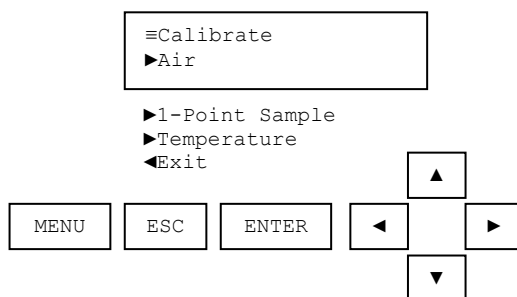 ≡Calibrate
►Air
►1-Point Sample
►Temperature
◄Exit
▲
MENU ESC ENTER ◄ ►
▼